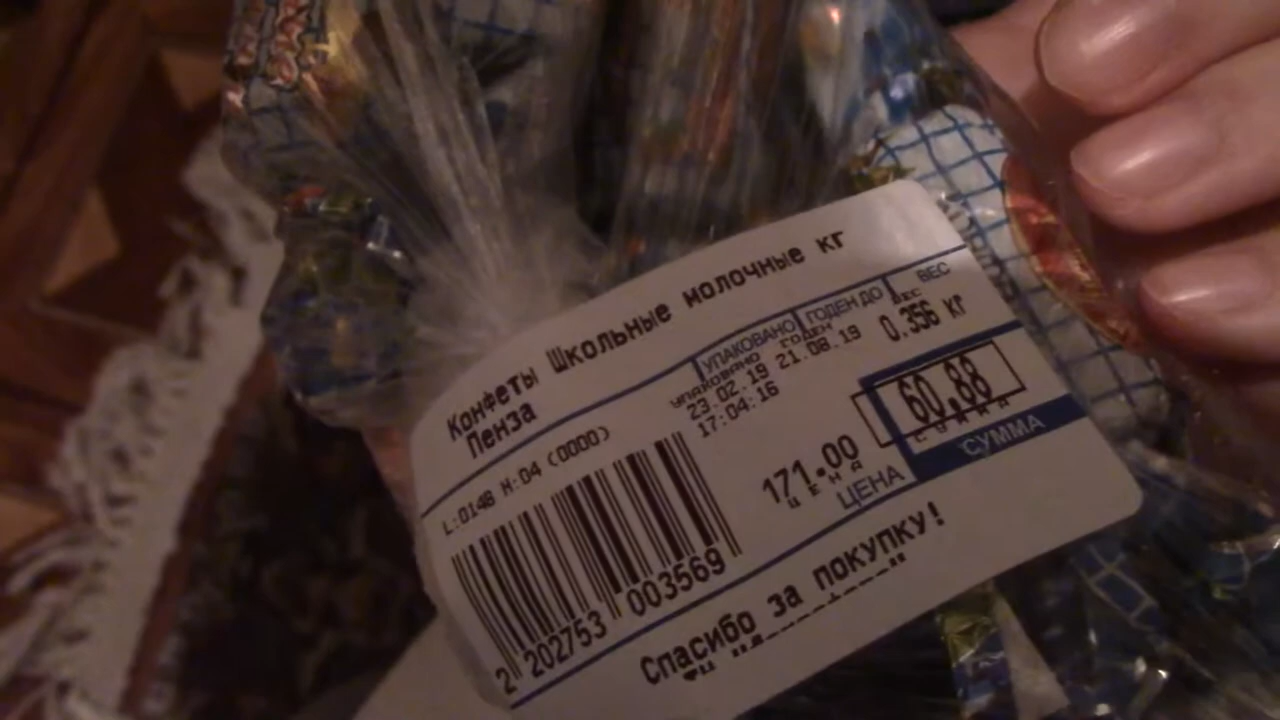 Конфеты Школьные молочные кг
Пенза
УПАКОВАНО ГОДЕН ДО ВЕС
УПАКОВАНО ГОДЕН ВЕС
23.02.19 21.08.19 0.356 кг
17:04:16
L:0148 М:04 (0000)
171.00 60.88
ЦЕНА СУММА
ЦЕНА СУММА
2 202753 003569
Спасибо за покупку!